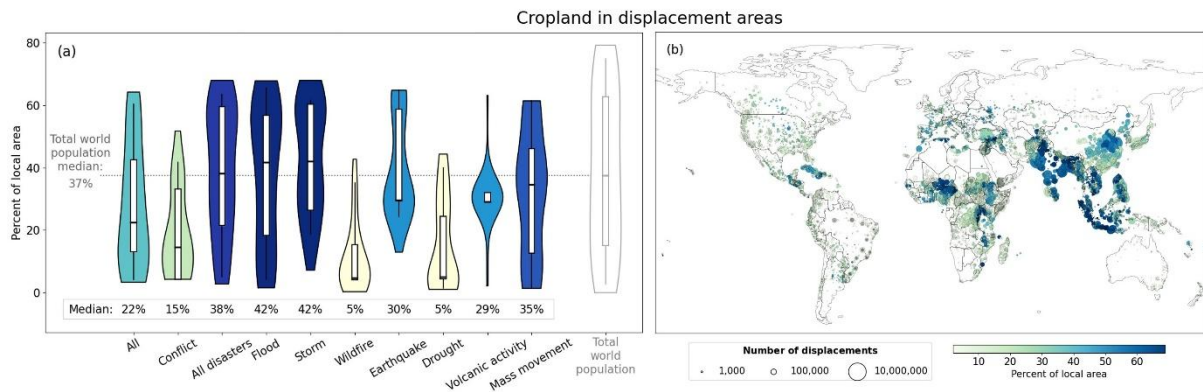 Cropland in displacement areas
(a)
80
60
40
20
0
Percent of local area
Total world
population
median:
37%
Median: 22% 15% 38% 42% 42% 5% 30% 5% 29% 35%
All
Conflict
All disasters
Flood
Storm
Wildfire
Earthquake
Drought
Volcanic activity
Mass movement
Total
world
population
(b)
Number of displacements
1,000 100,000 10,000,000
10 20 30 40 50 60
Percent of local area